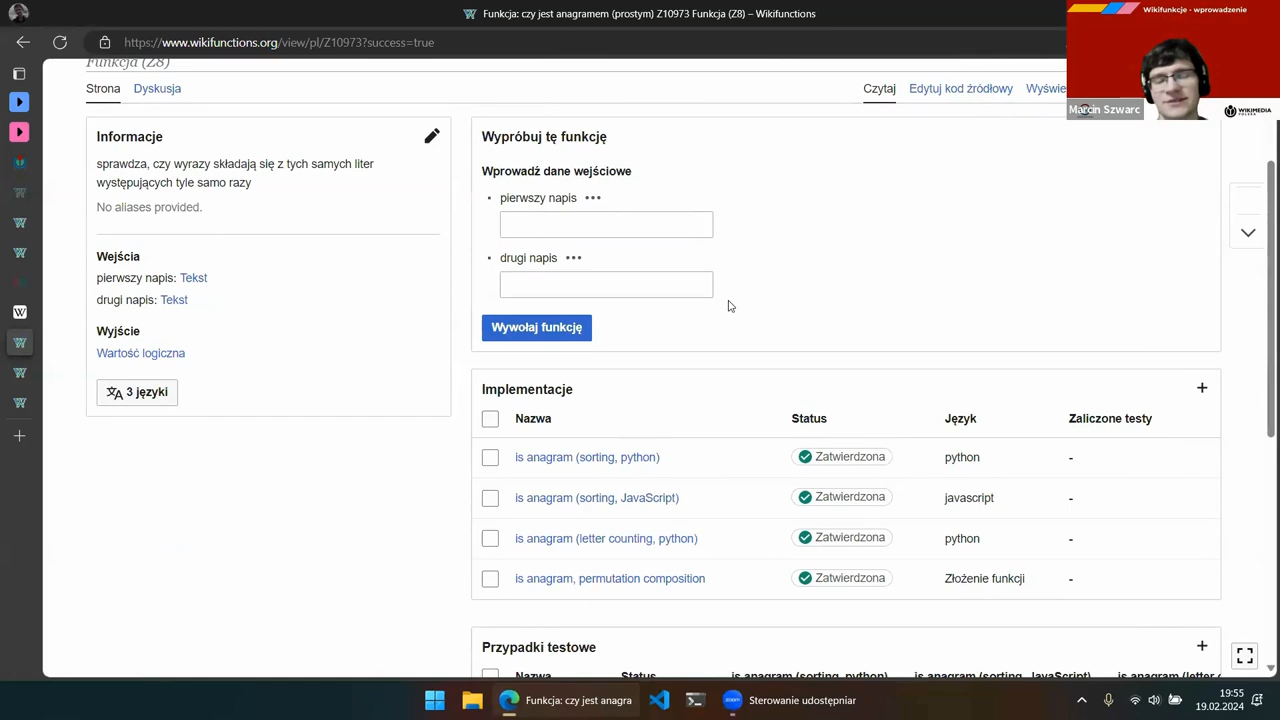 Funkcja: czy jest anagramem (prostym) Z10973 Funkcja (Z8) – Wikifunctions
https://www.wikifunctions.org/view/pl/Z10973?success=true
Wikifunkcje - wprowadzenie
Marcin Szwarc
WIKIMEDIA
POLSKA
Funkcja (Z8)
Strona
Dyskusja
Czytaj
Edytuj kod źródłowy
Informacje
sprawdza, czy wyrazy składają się z tych samych liter
występujących tyle samo razy
No aliases provided.
Wejścia
pierwszy napis: Tekst
drugi napis: Tekst
Wyjście
Wartość logiczna
3 języki
Wypróbuj tę funkcję
Wprowadź dane wejściowe
• pierwszy napis •••
• drugi napis •••
Wywołaj funkcję
Implementacje
Nazwa Status Język Zaliczone testy
is anagram (sorting, python) Zatwierdzona python -
is anagram (sorting, JavaScript) Zatwierdzona javascript -
is anagram (letter counting, python) Zatwierdzona python -
is anagram, permutation composition Zatwierdzona Złożenie funkcji -
Przypadki testowe
Nazwa Status is anagram (sorting, python) is anagram (sorting, JavaScript) is anagram (letter c
Funkcja: czy jest anagra
zoom
Sterowanie udostępniar
19:55
19.02.2024